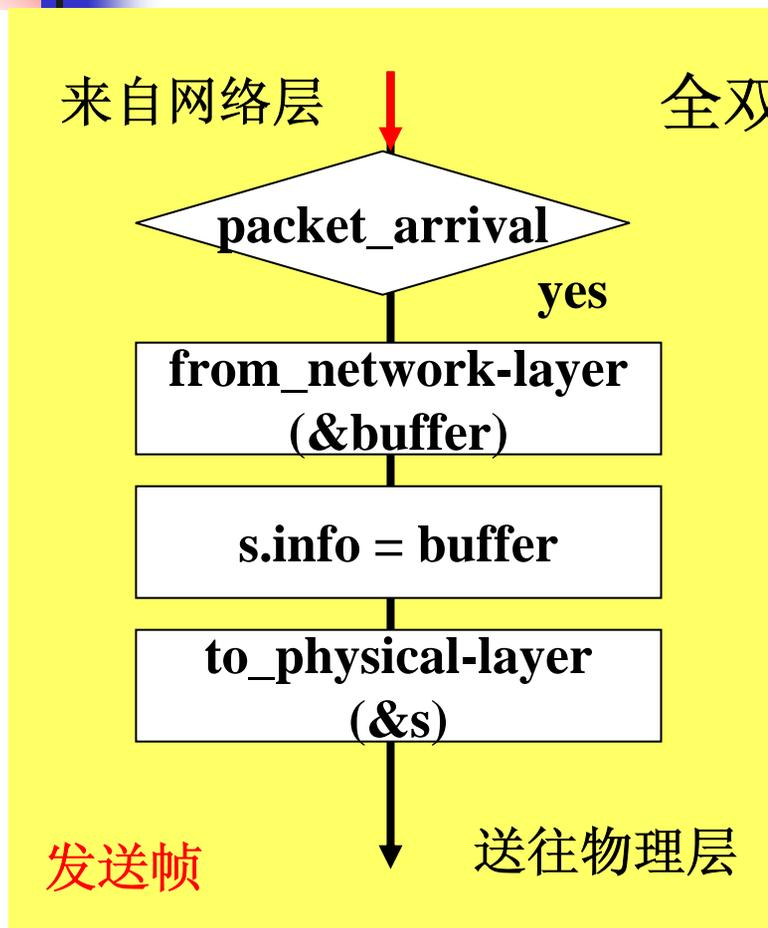 来自网络层
全双
packet_arrival
yes
from_network-layer
(&buffer)
s.info = buffer
to_physical-layer
(&s)
发送帧
送往物理层